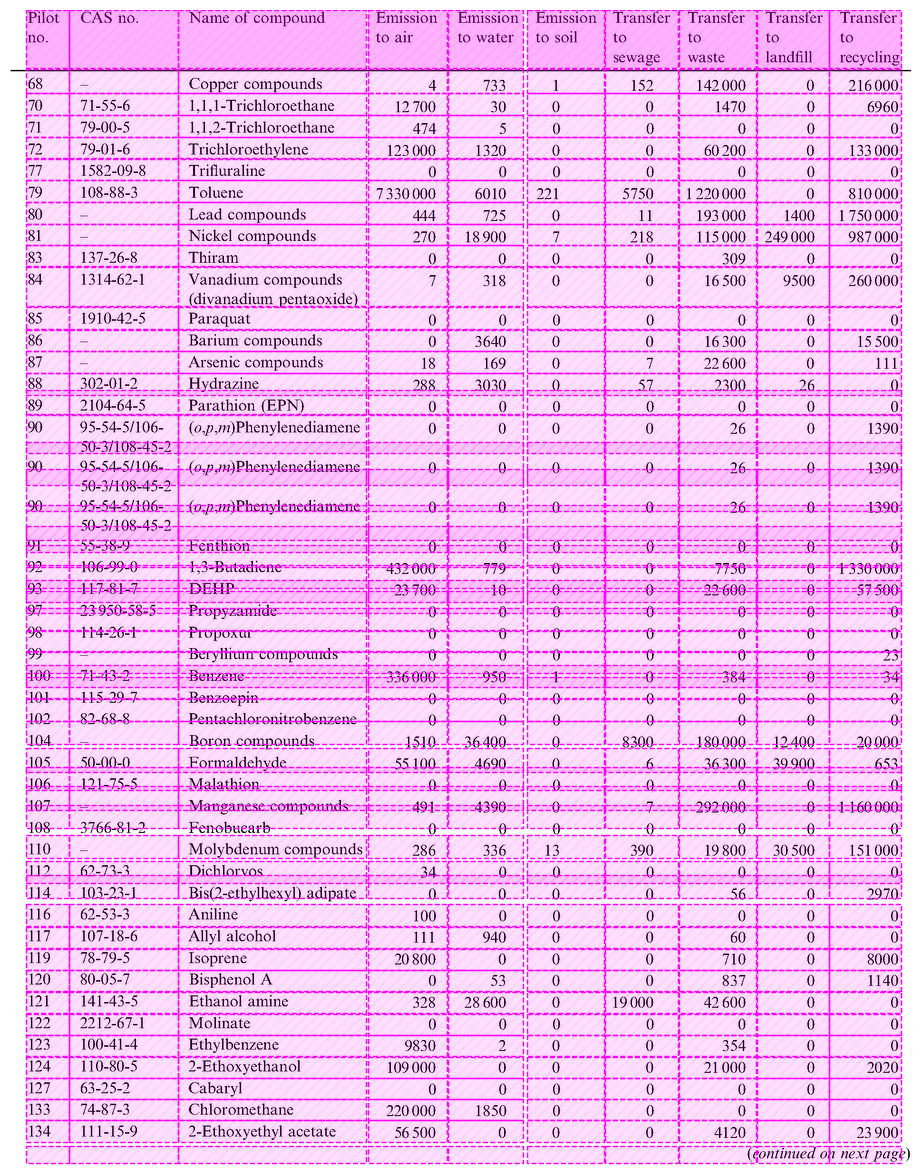 Pilot no. CAS no. Name of compound Emission to air Emission to water Emission to soil Transfer to sewage Transfer to waste Transfer to landfill Transfer to recycling
68 – Copper compounds 4 733 1 152 142 000 0 216 000
70 71-55-6 1,1,1-Trichloroethane 12 700 30 0 0 1470 0 6960
71 79-00-5 1,1,2-Trichloroethane 474 5 0 0 0 0 0
72 79-01-6 Trichloroethylene 123 000 1320 0 0 60 200 0 133 000
77 1582-09-8 Trifluraline 0 0 0 0 0 0 0
79 108-88-3 Toluene 7 330 000 6010 221 5750 1 220 000 0 810 000
80 – Lead compounds 444 725 0 11 193 000 1400 1 750 000
81 – Nickel compounds 270 18 900 7 218 115 000 249 000 987 000
83 137-26-8 Thiram 0 0 0 0 309 0 0
84 1314-62-1 Vanadium compounds 7 318 0 0 16 500 9500 260 000
(divanadium pentaoxide)
85 1910-42-5 Paraquat 0 0 0 0 0 0 0
86 – Barium compounds 0 3640 0 0 16 300 0 15 500
87 – Arsenic compounds 18 169 0 7 22 600 0 111
88 302-01-2 Hydrazine 288 3030 0 57 2300 26 0
89 2104-64-5 Parathion (EPN) 0 0 0 0 0 0 0
90 95-54-5/106- (o,p,m)Phenylenediamene 0 0 0 0 26 0 1390
50-3/108-45-2
90 95-54-5/106- (o,p,m)Phenylenediamene 0 0 0 0 26 0 1390
50-3/108-45-2
90 95-54-5/106- (o,p,m)Phenylenediamene 0 0 0 0 26 0 1390
50-3/108-45-2
91 55-38-9 Fenthion 0 0 0 0 0 0 0
92 106-99-0 1,3-Butadiene 432 000 779 0 0 7750 0 1 330 000
93 117-81-7 DEHP 23 700 10 0 0 22 600 0 57 500
97 23 950-58-5 Propyzamide 0 0 0 0 0 0 0
98 114-26-1 Propoxur 0 0 0 0 0 0 0
99 – Beryllium compounds 0 0 0 0 0 0 23
100 71-43-2 Benzene 336 000 950 1 0 384 0 34
101 115-29-7 Benzoepin 0 0 0 0 0 0 0
102 82-68-8 Pentachloronitrobenzene 0 0 0 0 0 0 0
104 – Boron compounds 1510 36 400 0 8300 180 000 12 400 20 000
105 50-00-0 Formaldehyde 55 100 4690 0 6 36 300 39 900 653
106 121-75-5 Malathion 0 0 0 0 0 0 0
107 – Manganese compounds 491 4390 0 7 292 000 0 1 160 000
108 3766-81-2 Fenobucarb 0 0 0 0 0 0 0
110 – Molybdenum compounds 286 336 13 390 19 800 30 500 151 000
112 62-73-3 Dichlorvos 34 0 0 0 0 0 0
114 103-23-1 Bis(2-ethylhexyl) adipate 0 0 0 0 56 0 2970
116 62-53-3 Aniline 100 0 0 0 0 0 0
117 107-18-6 Allyl alcohol 111 940 0 0 60 0 0
119 78-79-5 Isoprene 20 800 0 0 0 710 0 8000
120 80-05-7 Bisphenol A 0 53 0 0 837 0 1140
121 141-43-5 Ethanol amine 328 28 600 0 19 000 42 600 0 0
122 2212-67-1 Molinate 0 0 0 0 0 0 0
123 100-41-4 Ethylbenzene 9830 2 0 0 354 0 0
124 110-80-5 2-Ethoxyethanol 109 000 0 0 0 21 000 0 2020
127 63-25-2 Cabaryl 0 0 0 0 0 0 0
133 74-87-3 Chloromethane 220 000 1850 0 0 0 0 0
134 111-15-9 2-Ethoxyethyl acetate 56 500 0 0 0 4120 0 23 900
(continued on next page)